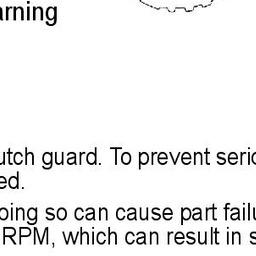 arning
utch guard. To prevent serio
ed.
oing so can cause part failu
RPM, which can result in s